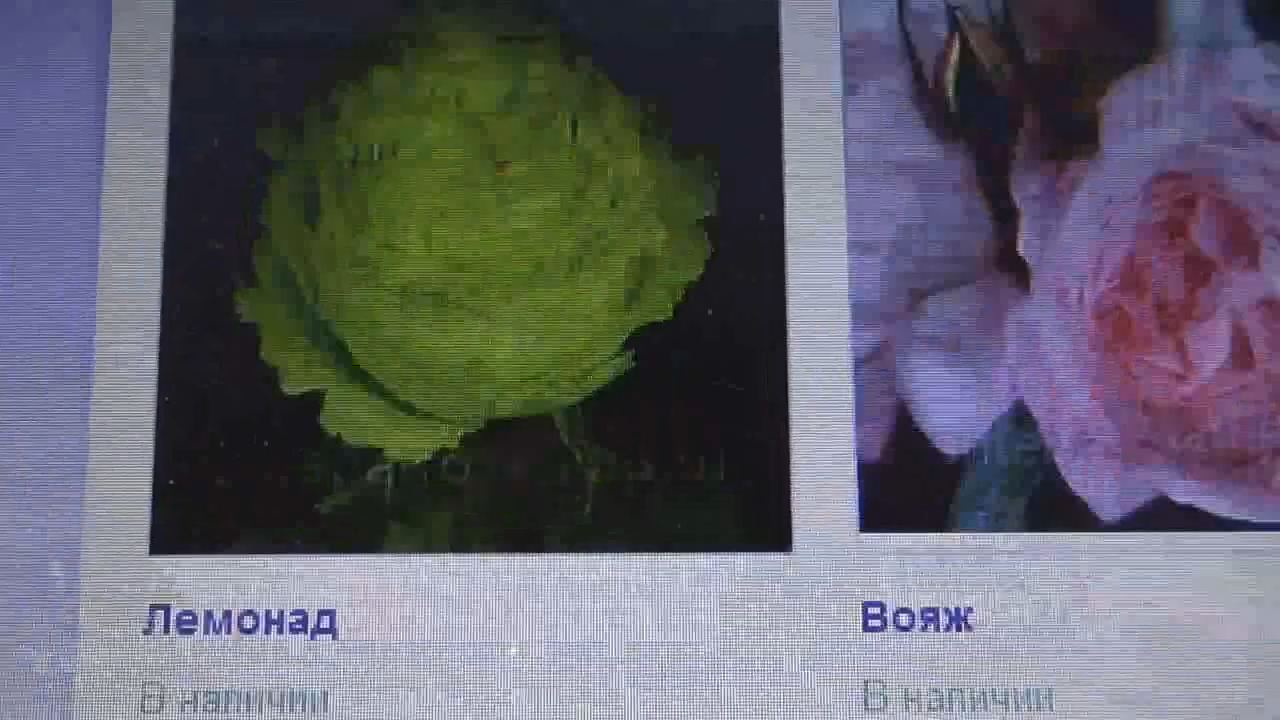 Лемонад
Вояж
В наличии
В наличии